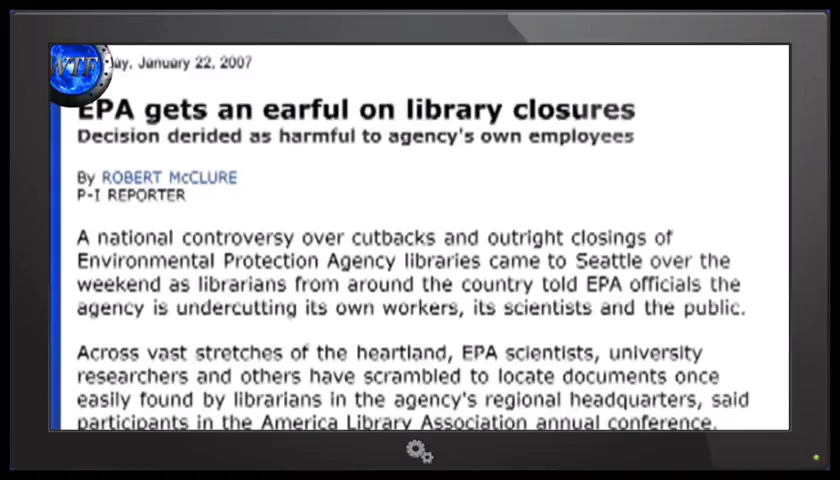 WTF
ay, January 22, 2007
EPA gets an earful on library closures
Decision derided as harmful to agency's own employees
By ROBERT McCLURE
P-I REPORTER
A national controversy over cutbacks and outright closings of
Environmental Protection Agency libraries came to Seattle over the
weekend as librarians from around the country told EPA officials the
agency is undercutting its own workers, its scientists and the public.
Across vast stretches of the heartland, EPA scientists, university
researchers and others have scrambled to locate documents once
easily found by librarians in the agency's regional headquarters, said
participants in the America Library Association annual conference.